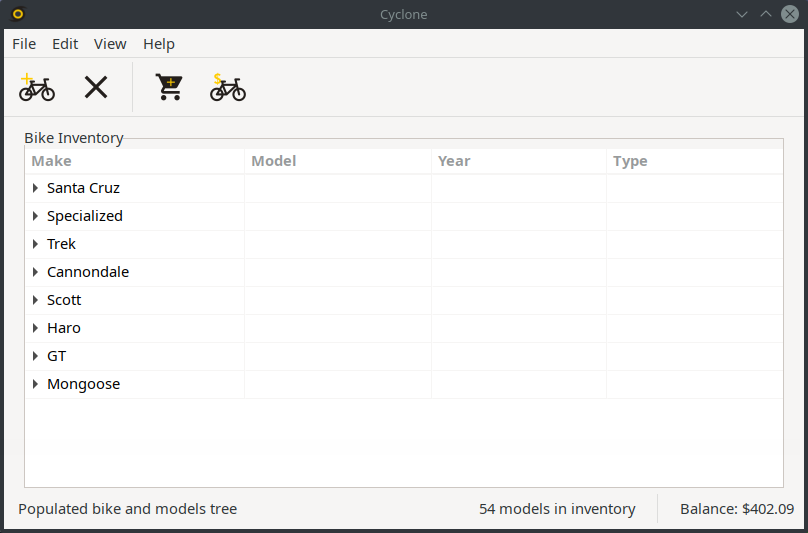 Cyclone
File Edit View Help
Bike Inventory
Make Model Year Type
Santa Cruz
Specialized
Trek
Cannondale
Scott
Haro
GT
Mongoose
Populated bike and models tree 54 models in inventory Balance: $402.09